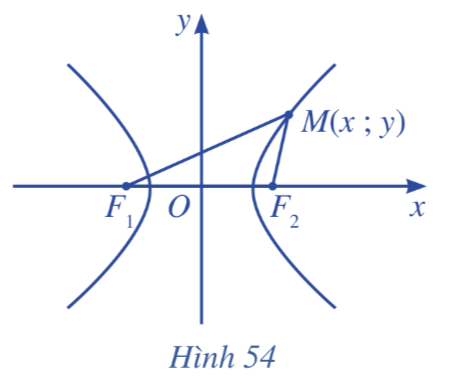 y
M(x ; y)
F₁ O F₂ x
Hình 54